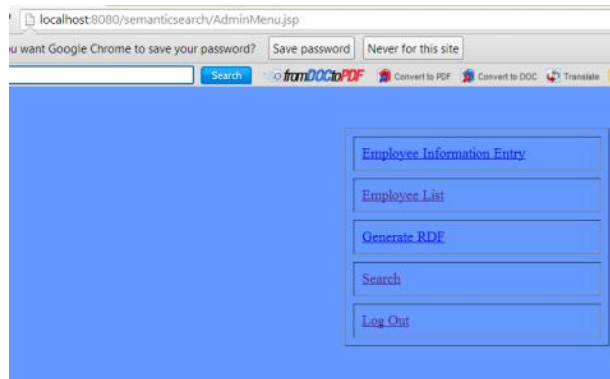 localhost:8080/semanticsearch/AdminMenu.jsp
u want Google Chrome to save your password? Save password Never for this site
Search fromDOCtoPDF Convert to PDF Convert to DOC Translate
Employee Information Entry
Employee List
Generate RDF
Search
Log Out